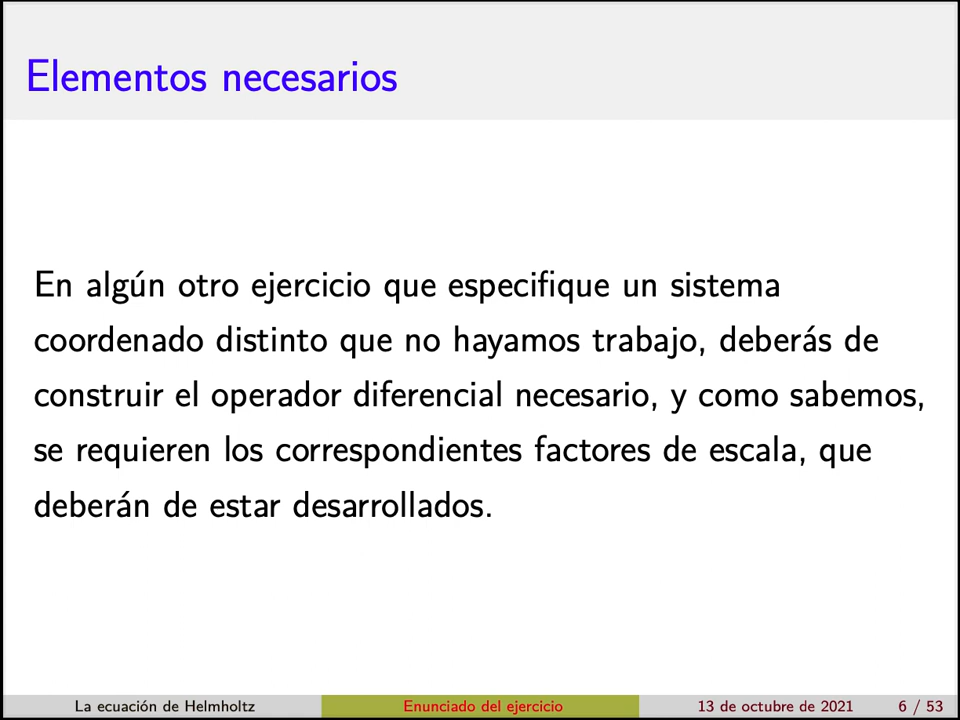 Elementos necesarios
En algún otro ejercicio que especifique un sistema
coordenado distinto que no hayamos trabajo, deberás de
construir el operador diferencial necesario, y como sabemos,
se requieren los correspondientes factores de escala, que
deberán de estar desarrollados.
La ecuación de Helmholtz Enunciado del ejercicio 13 de octubre de 2021 6 / 53